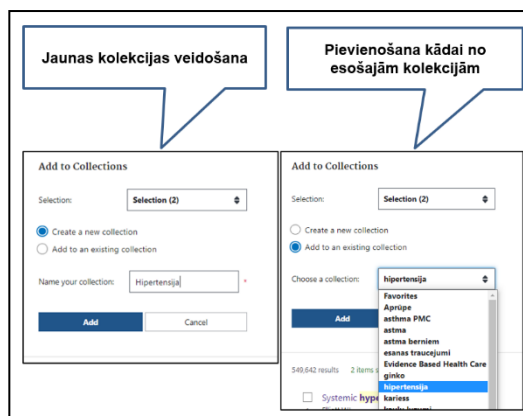 Jaunas kolekcijas veidošana
Pievienošana kādai no
esošajām kolekcijām
Add to Collections
Selection:
Selection (2)
Create a new collection
Add to an existing collection
Name your collection:
Hipertensija
*
Add
Cancel
Add to Collections
Selection:
Selection (2)
Create a new collection
Add to an existing collection
Choose a collection:
hipertensija
Favorites
Aprūpe
asthma PMC
astma
astma berniem
esanas traucejumi
Evidence Based Health Care
ginko
hipertensija
kariess
Add
549,642 results
2 items
Systemic